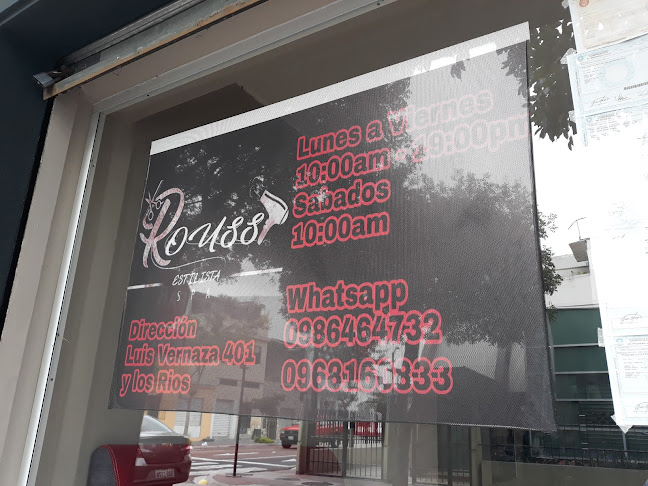 Rouss
ESTILISTA
Lunes a Viernes
10:00am - 19:00pm
Sabados
10:00am
Whatsapp
0986464732
Dirección
Luis Vernaza 401
y los Rios